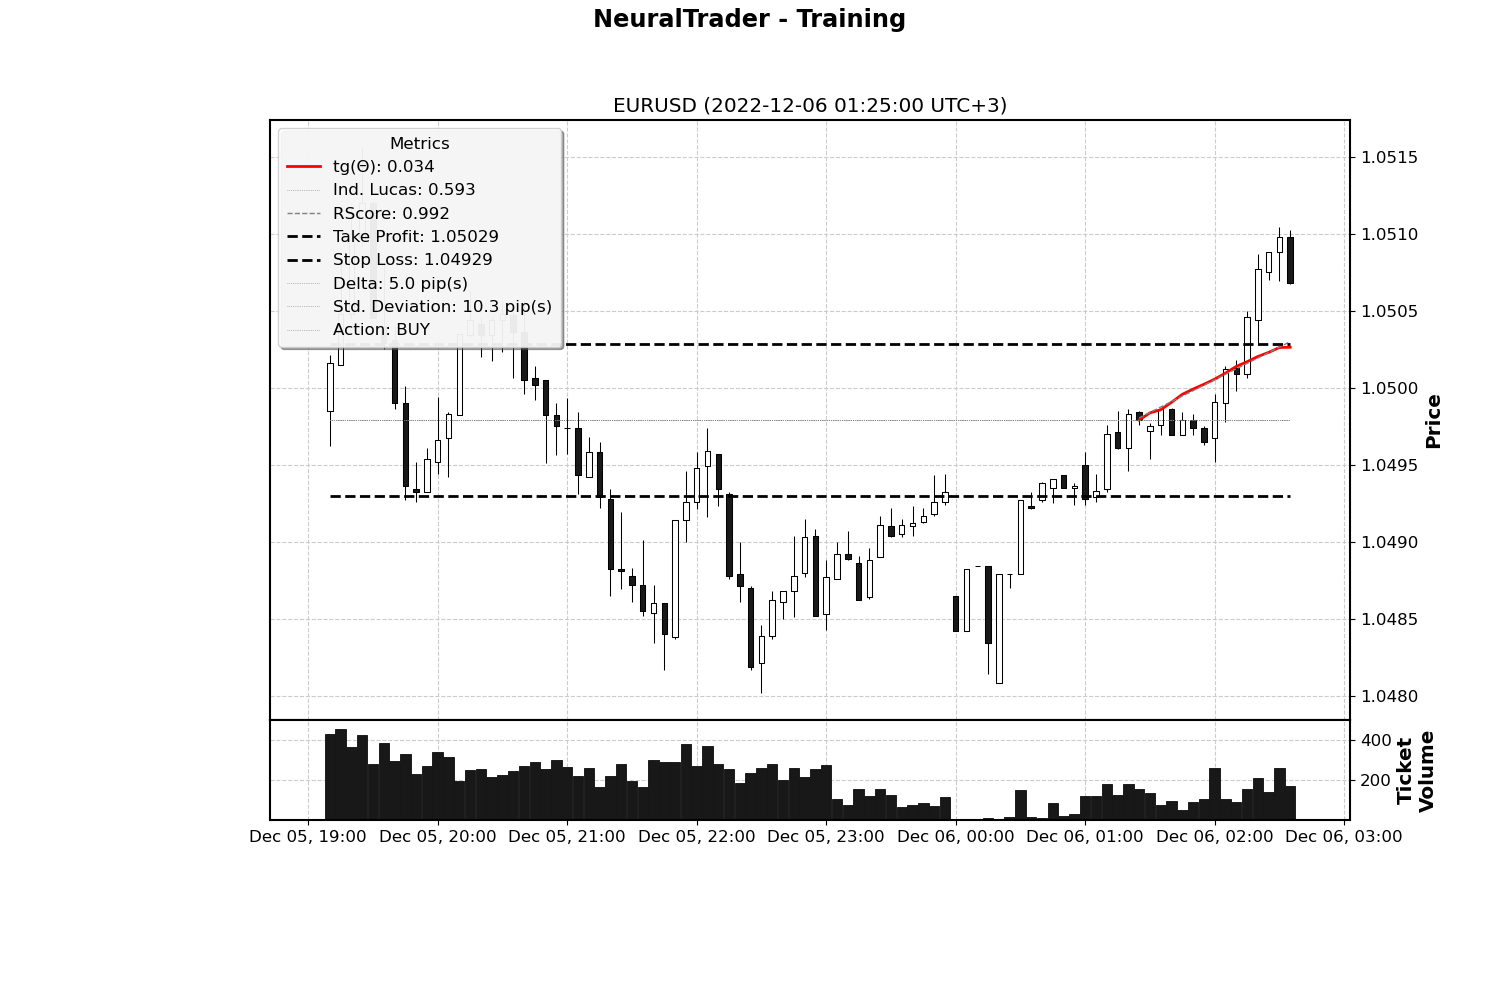 NeuralTrader - Training
EURUSD (2022-12-06 01:25:00 UTC+3)
Metrics
tg(Θ): 0.034
Ind. Lucas: 0.593
RScore: 0.992
Take Profit: 1.05029
Stop Loss: 1.04929
Delta: 5.0 pip(s)
Std. Deviation: 10.3 pip(s)
Action: BUY
1.0515
1.0510
1.0505
1.0500
1.0495
1.0490
1.0485
1.0480
Price
400
200
Ticket
Volume
Dec 05, 19:00
Dec 05, 20:00
Dec 05, 21:00
Dec 05, 22:00
Dec 05, 23:00
Dec 06, 00:00
Dec 06, 01:00
Dec 06, 02:00
Dec 06, 03:00